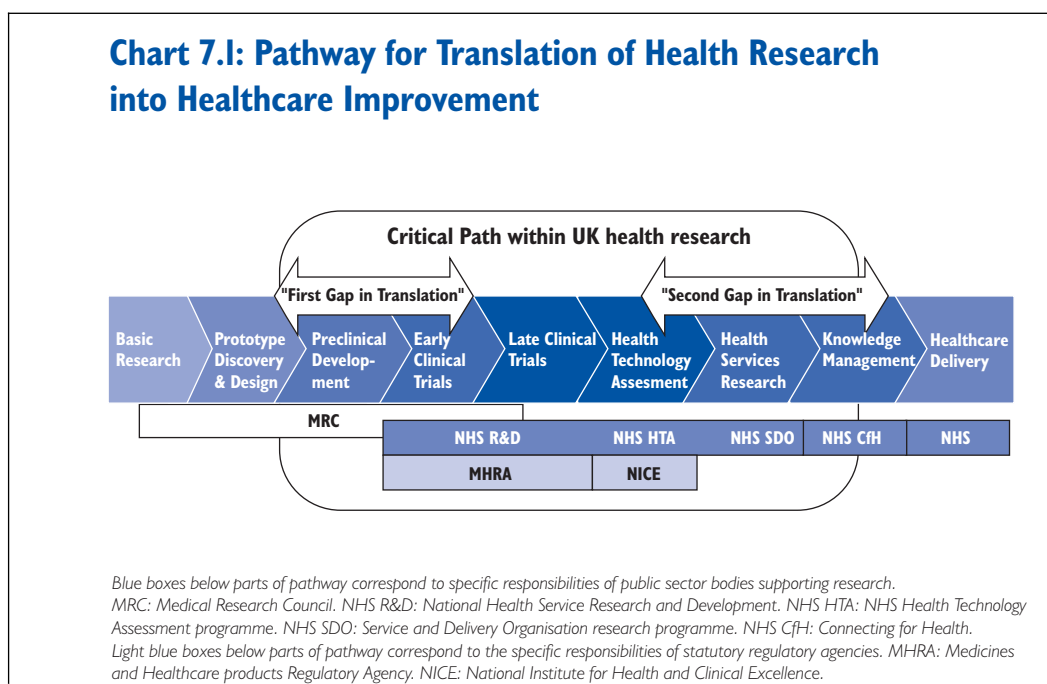 Chart 7.1: Pathway for Translation of Health Research
into Healthcare Improvement
Critical Path within UK health research
"First Gap in Translation"
"Second Gap in Translation"
Basic
Research
Prototype
Discovery
& Design
Preclinical
Develop-
ment
Early
Clinical
Trials
Late Clinical
Trials
Health
Technology
Assesment
Health
Services
Research
Knowledge
Management
Healthcare
Delivery
MRC
NHS R&D
NHS HTA
NHS SDO
NHS CfH
NHS
MHRA
NICE
Blue boxes below parts of pathway correspond to specific responsibilities of public sector bodies supporting research.
MRC: Medical Research Council. NHS R&D: National Health Service Research and Development. NHS HTA: NHS Health Technology
Assessment programme. NHS SDO: Service and Delivery Organisation research programme. NHS CfH: Connecting for Health.
Light blue boxes below parts of pathway correspond to the specific responsibilities of statutory regulatory agencies. MHRA: Medicines
and Healthcare products Regulatory Agency. NICE: National Institute for Health and Clinical Excellence.